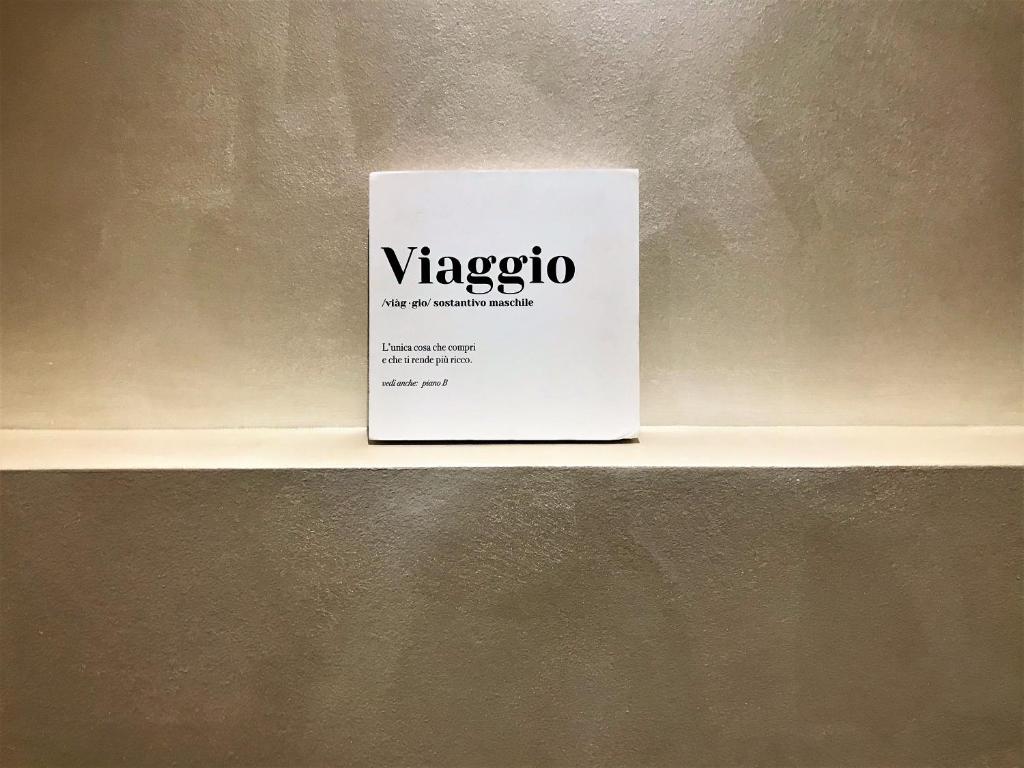 Viaggio
/viàg·gio/ sostantivo maschile
L'unica cosa che compri
e che ti rende più ricco.
vedi anche: piano B